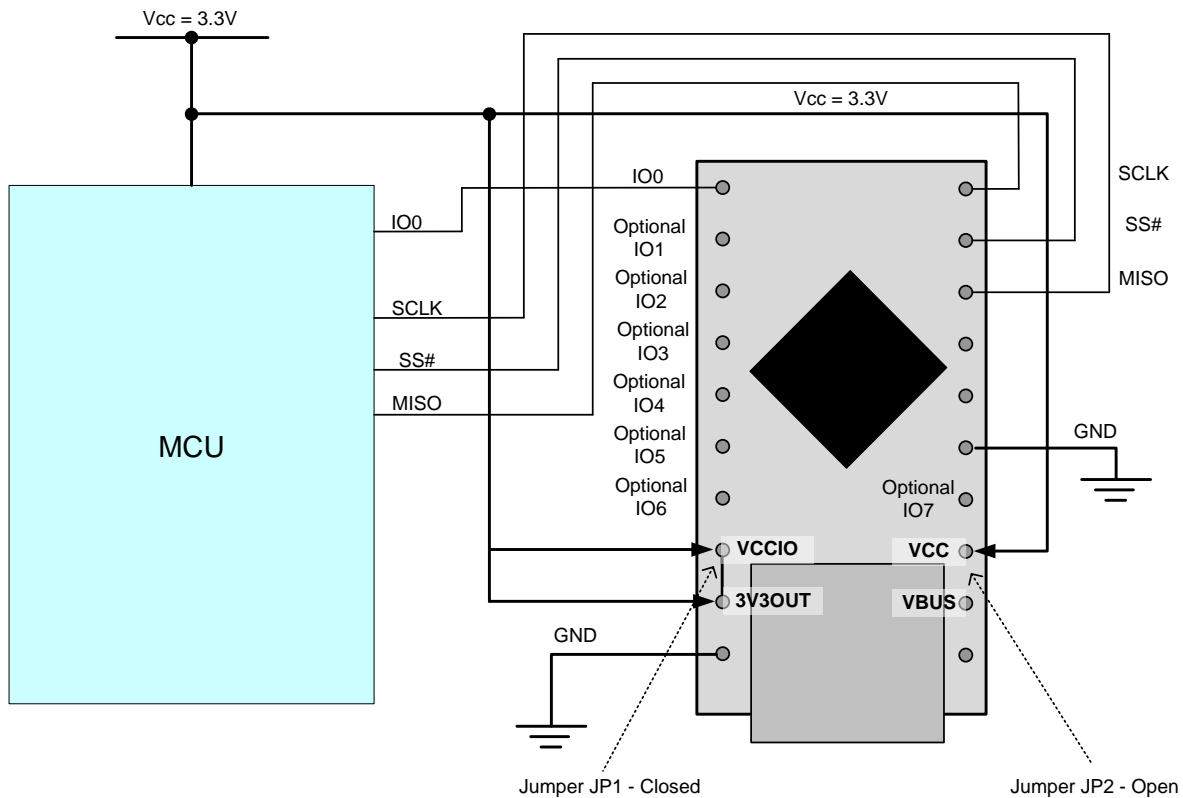 Vcc = 3.3V
Vcc = 3.3V
IO0
SCLK
IO0
Optional
IO1
SS#
Optional
IO2
MISO
SCLK
Optional
IO3
SS#
Optional
IO4
MISO
MCU
Optional
IO5
GND
Optional
IO6
Optional
IO7
VCCIO
VCC
3V3OUT
VBUS
GND
Jumper JP1 - Closed
Jumper JP2 - Open